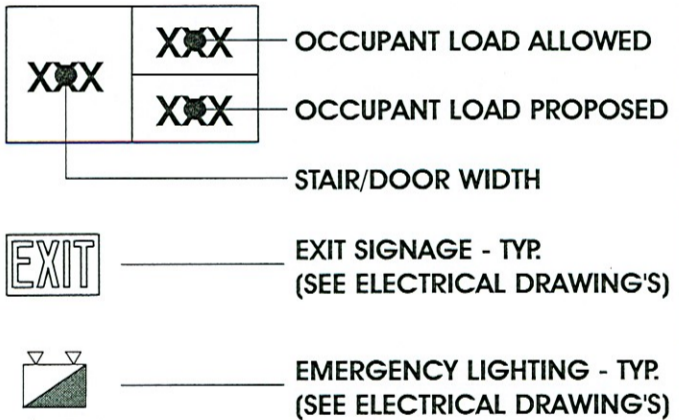 XXX OCCUPANT LOAD ALLOWED
XXX
XXX OCCUPANT LOAD PROPOSED
STAIR/DOOR WIDTH
EXIT EXIT SIGNAGE - TYP.
(SEE ELECTRICAL DRAWING'S)
EMERGENCY LIGHTING - TYP.
(SEE ELECTRICAL DRAWING'S)